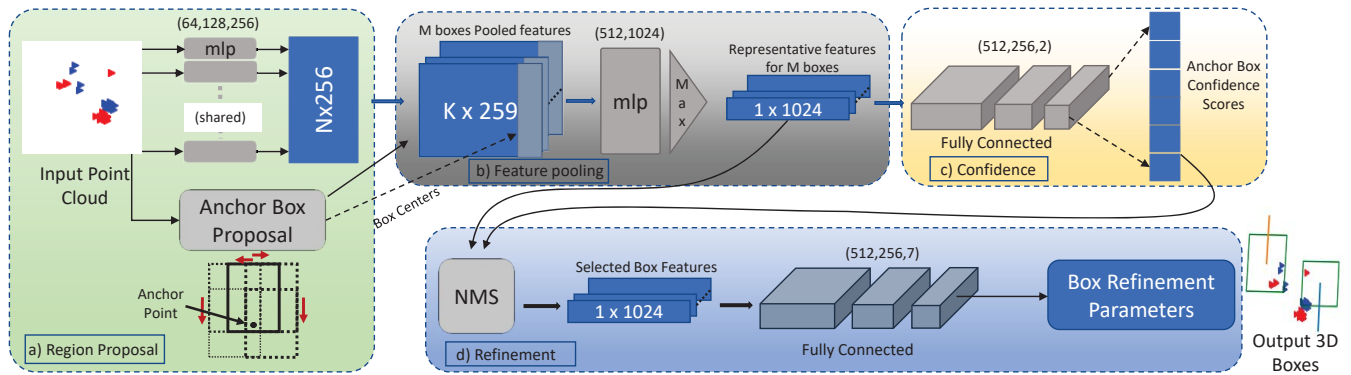 (64,128,256)
mlp
(shared)
Nx256
Input Point
Cloud
Anchor Box
Proposal
Box Centers
Anchor
Point
a) Region Proposal
M boxes Pooled features
K x 259
(512,1024)
mlp
Max
Representative features
for M boxes
1 x 1024
b) Feature pooling
(512,256,2)
Fully Connected
c) Confidence
Anchor Box
Confidence
Scores
NMS
Selected Box Features
1 x 1024
(512,256,7)
Fully Connected
Box Refinement
Parameters
d) Refinement
Output 3D
Boxes